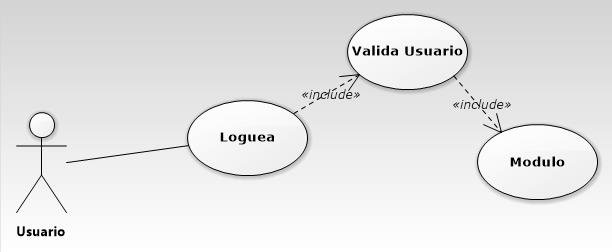 Valida Usuario
«include»
«include»
Loguea
Modulo
Usuario